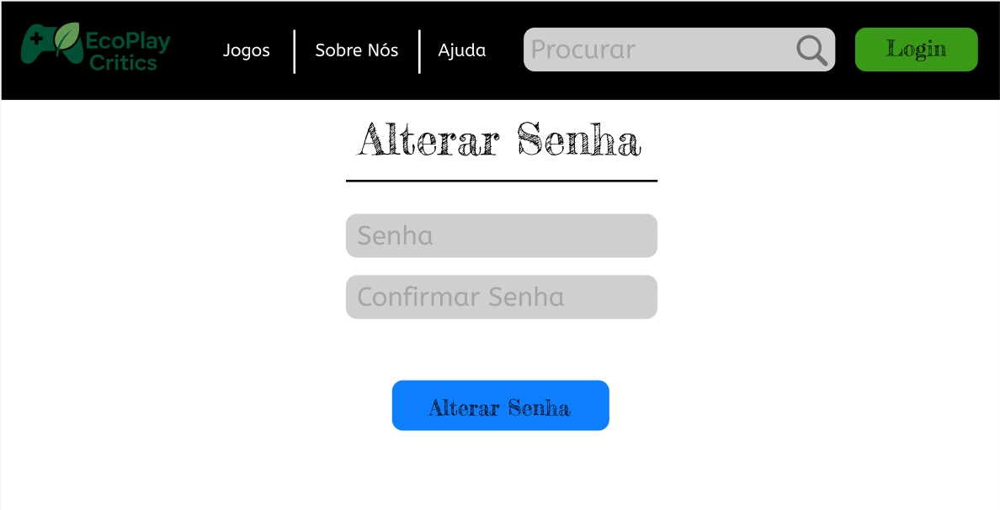 EcoPlay
Critics
Jogos
Sobre Nós
Ajuda
Procurar
Login
Alterar Senha
Senha
Confirmar Senha
Alterar Senha